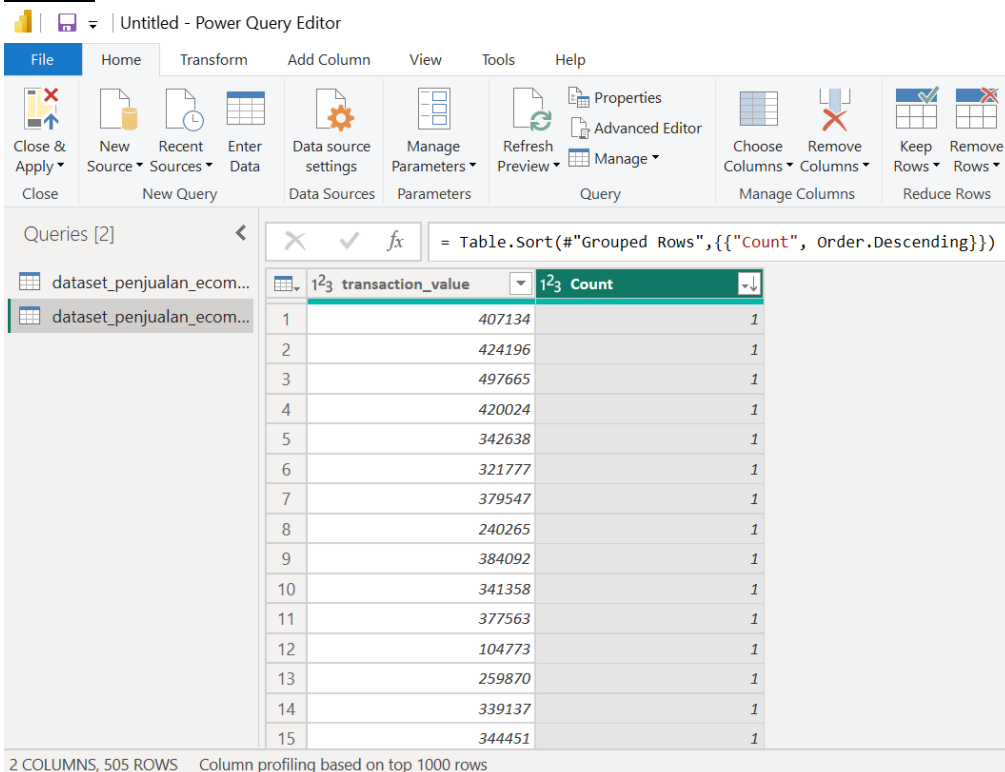 Untitled - Power Query Editor
File Home Transform Add Column View Tools Help
Close & Apply
New Source
Recent Sources
Enter Data
Data source settings
Manage Parameters
Refresh Preview
Properties
Advanced Editor
Manage
Choose Columns
Remove Columns
Keep Rows
Remove Rows
Close New Query Data Sources Parameters Query Manage Columns Reduce Rows
Queries [2]
fx = Table.Sort(#"Grouped Rows",{{"Count", Order.Descending}})
dataset_penjualan_ecom...
dataset_penjualan_ecom...
123 transaction_value 123 Count
1 407134 1
2 424196 1
3 497665 1
4 420024 1
5 342638 1
6 321777 1
7 379547 1
8 240265 1
9 384092 1
10 341358 1
11 377563 1
12 104773 1
13 259870 1
14 339137 1
15 344451 1
2 COLUMNS, 505 ROWS Column profiling based on top 1000 rows